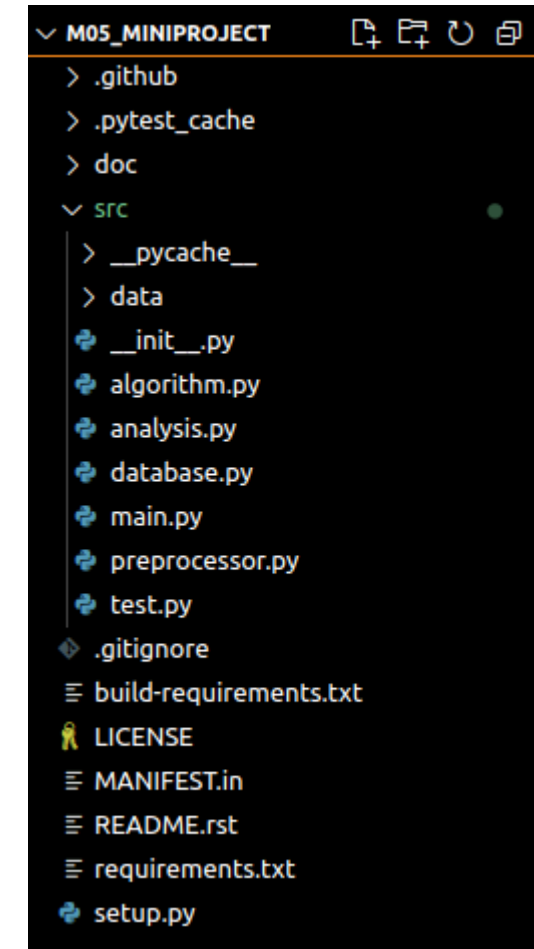 M05_MINIPROJECT
.github
.pytest_cache
doc
src
__pycache__
data
__init__.py
algorithm.py
analysis.py
database.py
main.py
preprocessor.py
test.py
.gitignore
build-requirements.txt
LICENSE
MANIFEST.in
README.rst
requirements.txt
setup.py